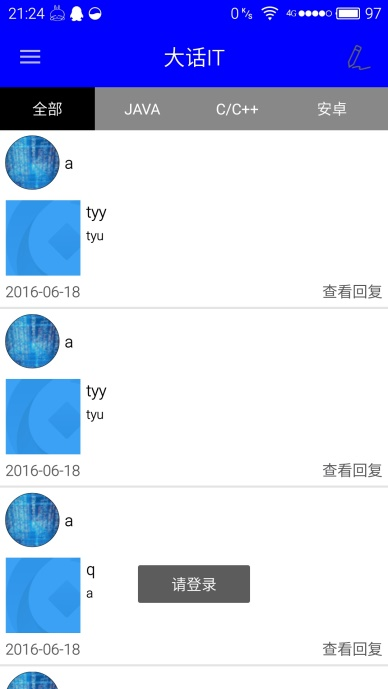 21:24 0 K/s 4G 97
大话IT
全部 JAVA C/C++ 安卓
a
tyy
tyu
2016-06-18 查看回复
a
tyy
tyu
2016-06-18 查看回复
a
q
a
请登录
2016-06-18 查看回复